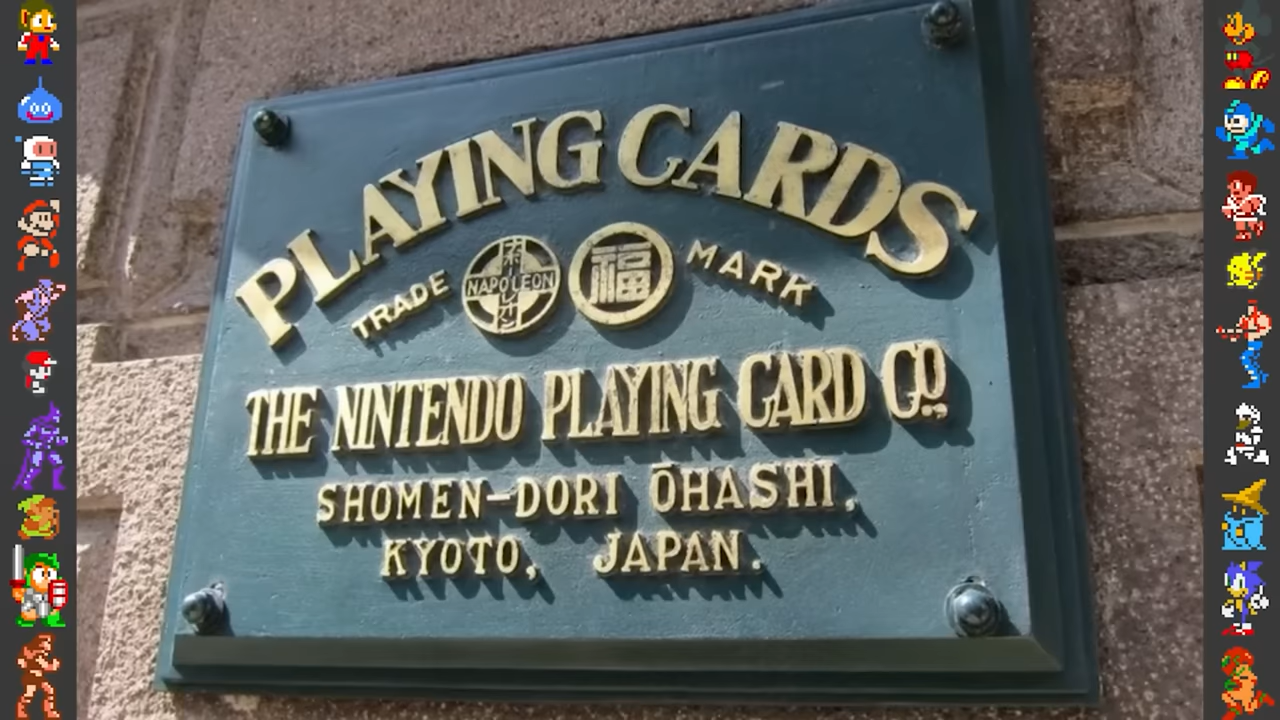 PLAYING CARDS
TRADE NAPOLEON 福 MARK
THE NINTENDO PLAYING CARD Co.,
SHOMEN-DORI ŌHASHI,
KYOTO, JAPAN.